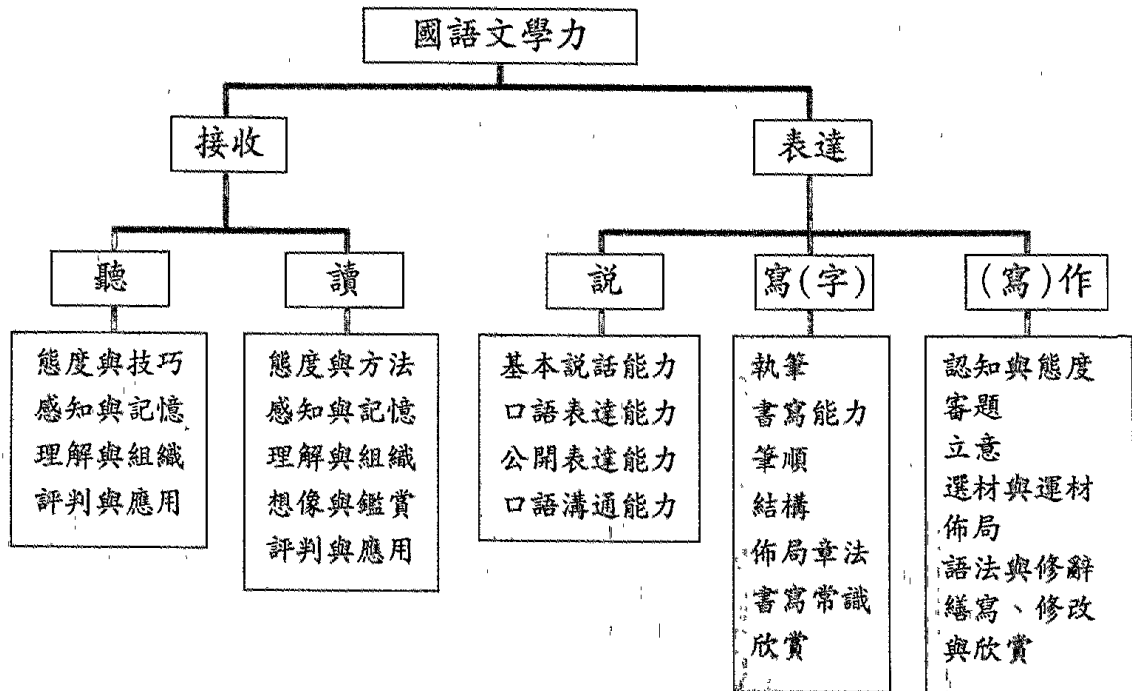 國語文學力
接收
表達
聽
讀
說
寫(字)
(寫)作
態度與技巧
感知與記憶
理解與組織
評判與應用
態度與方法
感知與記憶
理解與組織
想像與鑑賞
評判與應用
基本說話能力
口語表達能力
公開表達能力
口語溝通能力
執筆
書寫能力
筆順
結構
佈局章法
書寫常識
欣賞
認知與態度
審題
立意
選材與運材
佈局
語法與修辭
繕寫、修改
與欣賞